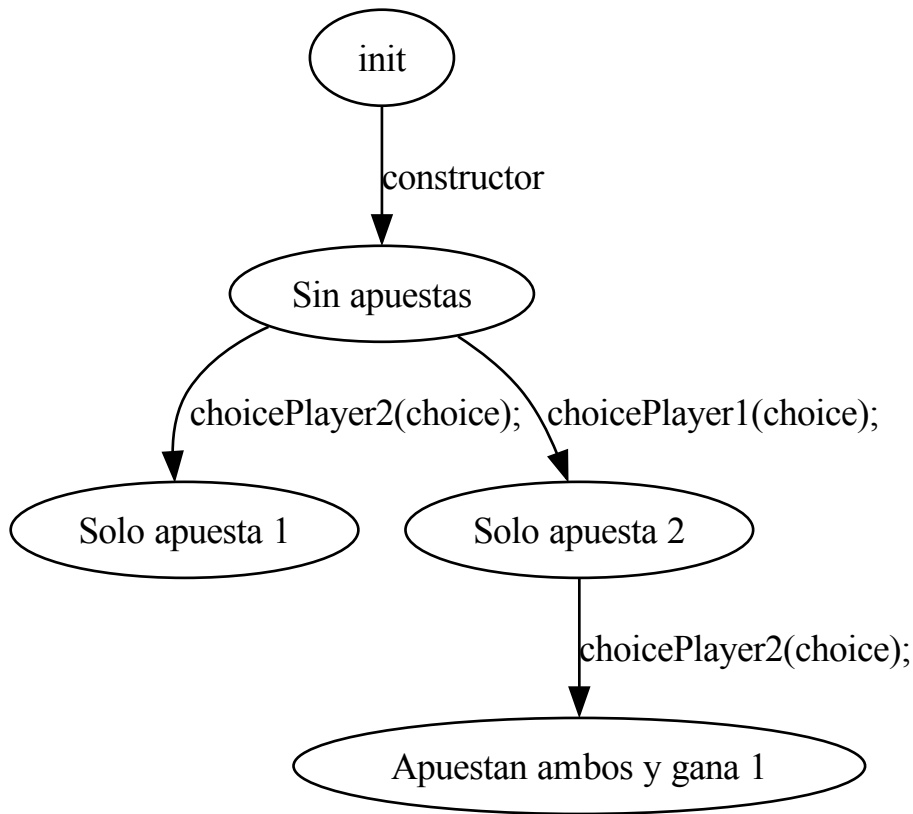 init
constructor
Sin apuestas
choicePlayer2(choice);
choicePlayer1(choice);
Solo apuesta 1
Solo apuesta 2
choicePlayer2(choice);
Apuestan ambos y gana 1